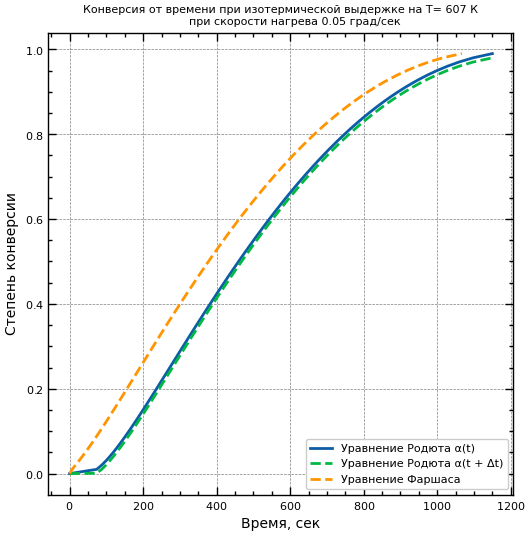 Конверсия от времени при изотермической выдержке на T= 607 К
при скорости нагрева 0.05 град/сек
Степень конверсии
1.0
0.8
0.6
0.4
0.2
0.0
Уравнение Родюта α(t)
Уравнение Родюта α(t + Δt)
Уравнение Фаршаса
0
200
400
600
800
1000
1200
Время, сек